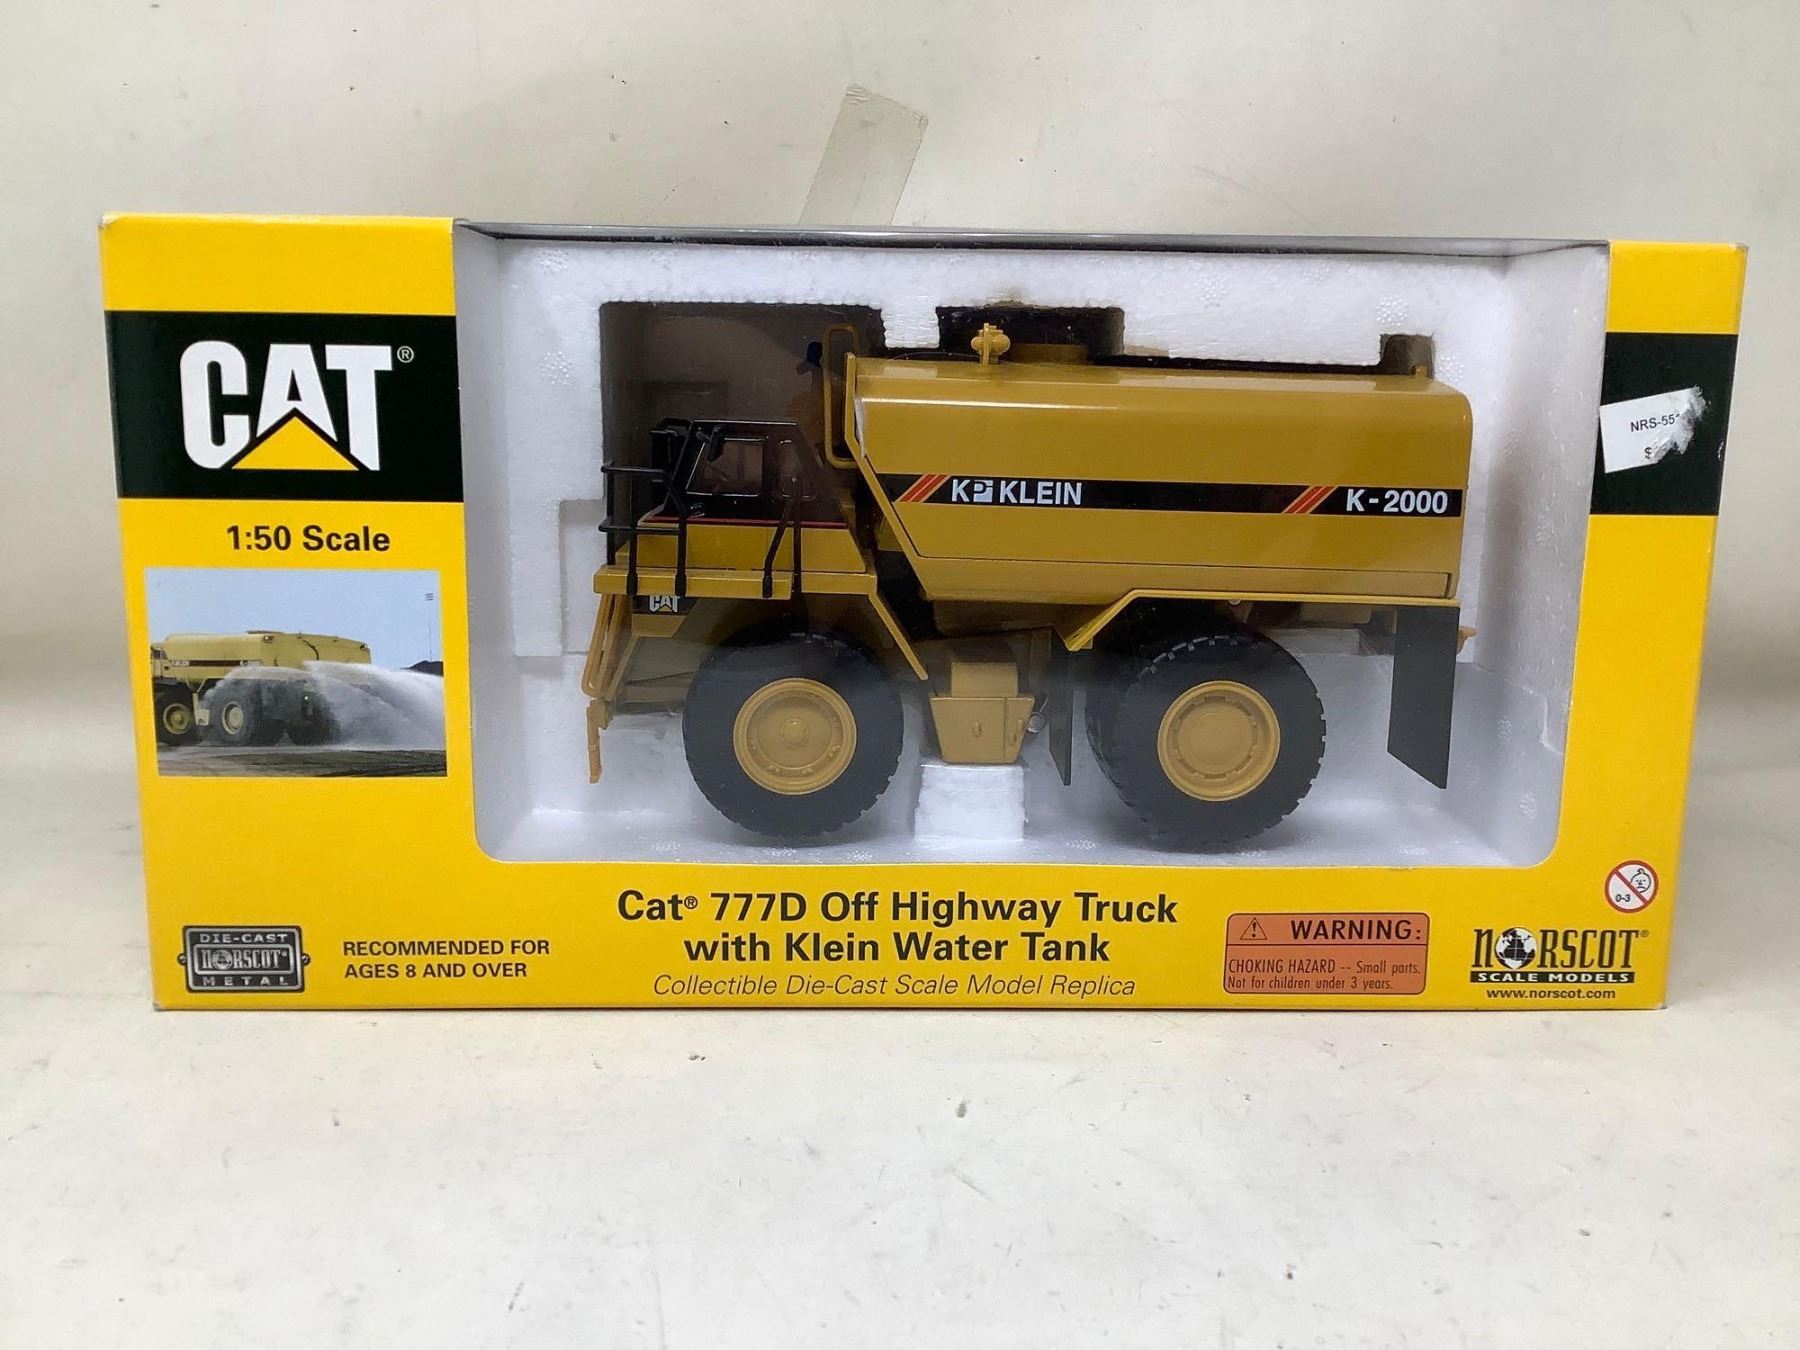 CAT®
1:50 Scale
NRS-55
$
KPI KLEIN
K-2000
CAT
Cat® 777D Off Highway Truck
with Klein Water Tank
Collectible Die-Cast Scale Model Replica
DIE-CAST
NORSCOT
METAL
RECOMMENDED FOR
AGES 8 AND OVER
WARNING:
CHOKING HAZARD -- Small parts.
Not for children under 3 years.
0-3
NORSCOT®
SCALE MODELS
www.norscot.com